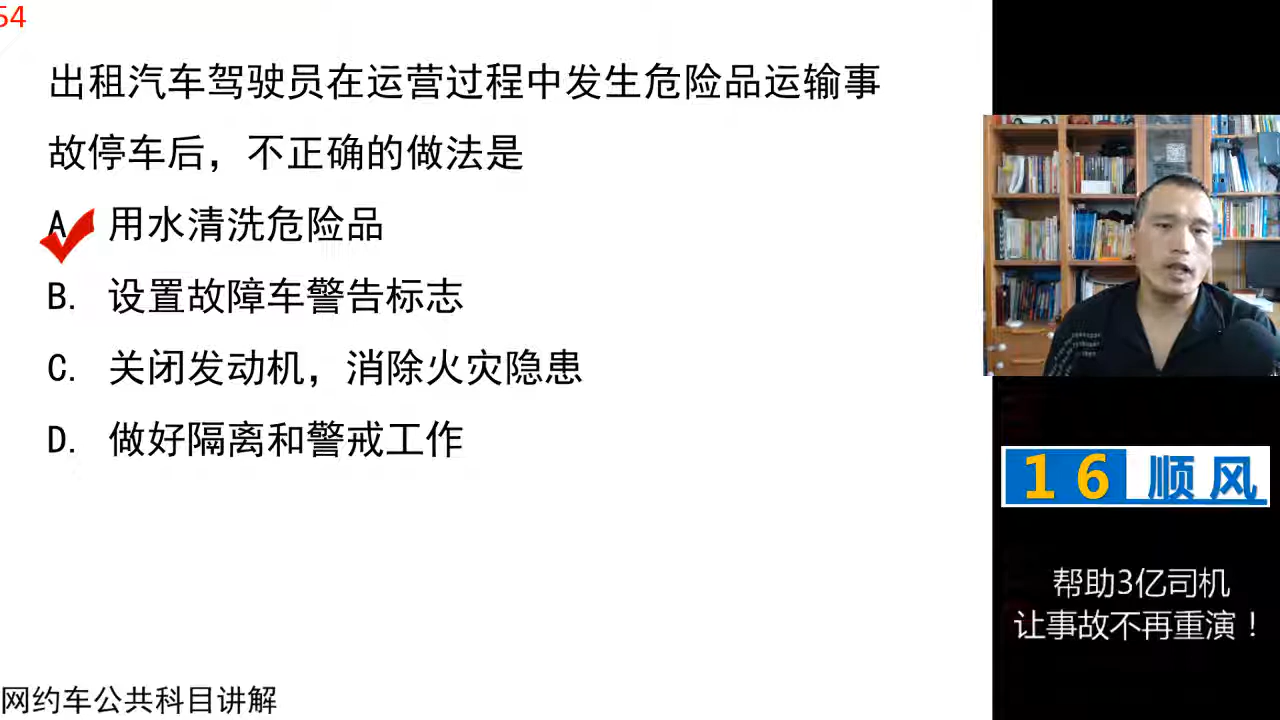 54
出租汽车驾驶员在运营过程中发生危险品运输事
故停车后，不正确的做法是
A 用水清洗危险品
B. 设置故障车警告标志
C. 关闭发动机，消除火灾隐患
D. 做好隔离和警戒工作
16顺风
帮助3亿司机
让事故不再重演！
网约车公共科目讲解